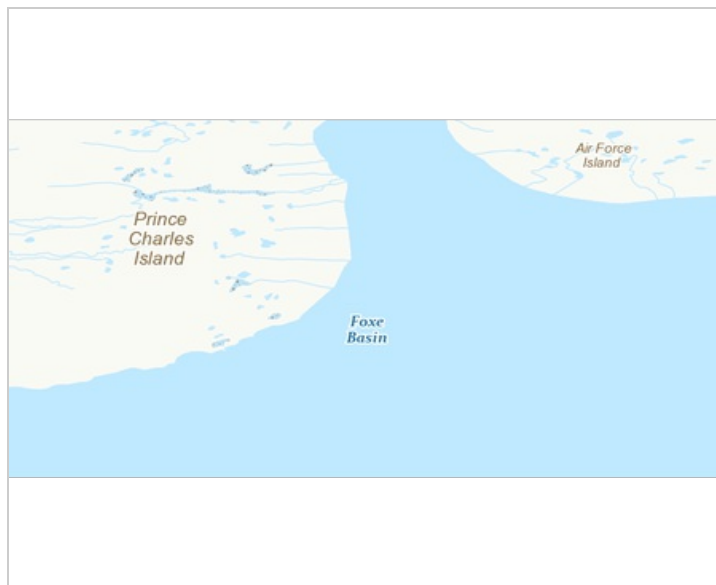 Air Force
Island
Prince
Charles
Island
Foxe
Basin